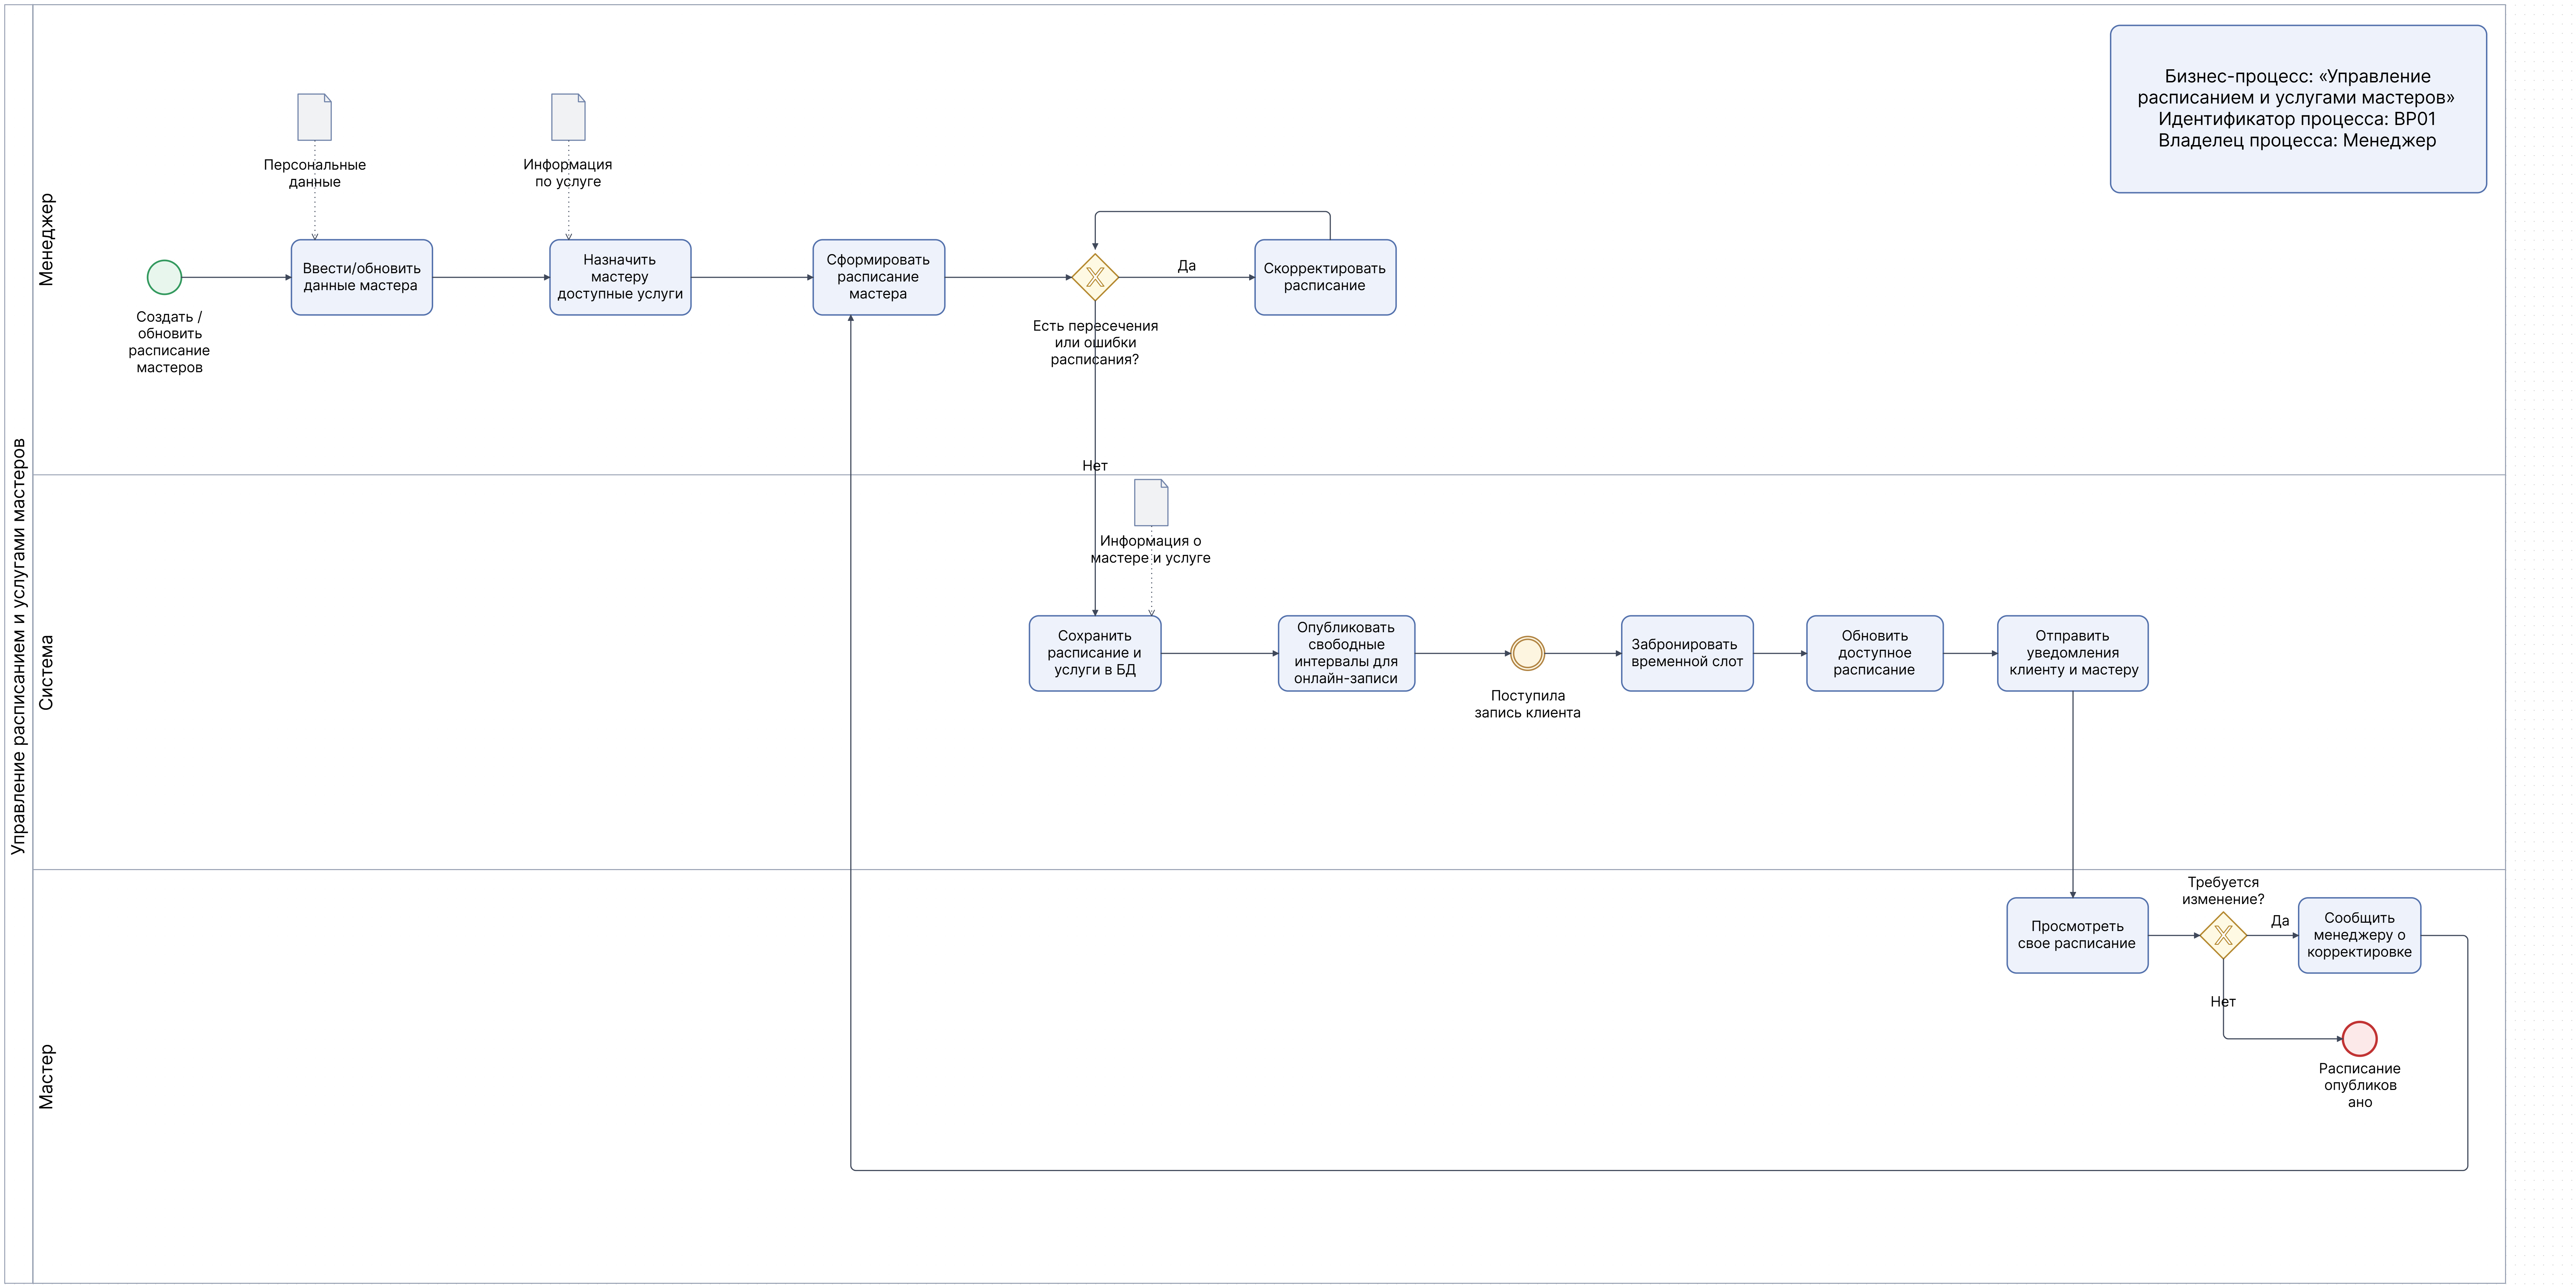 Управление расписанием и услугами мастеров
Менеджер
Бизнес-процесс: «Управление
расписанием и услугами мастеров»
Идентификатор процесса: BP01
Владелец процесса: Менеджер
Персональные
данные
Информация
по услуге
Создать /
обновить
расписание
мастеров
Ввести/обновить
данные мастера
Назначить
мастеру
доступные услуги
Сформировать
расписание
мастера
Есть пересечения
или ошибки
расписания?
Да
Скорректировать
расписание
Нет
Система
Информация о
мастере и услуге
Сохранить
расписание и
услуги в БД
Опубликовать
свободные
интервалы для
онлайн-записи
Поступила
запись клиента
Забронировать
временной слот
Обновить
доступное
расписание
Отправить
уведомления
клиенту и мастеру
Мастер
Просмотреть
свое расписание
Требуется
изменение?
Да
Сообщить
менеджеру о
корректировке
Нет
Расписание
опубликов
ано